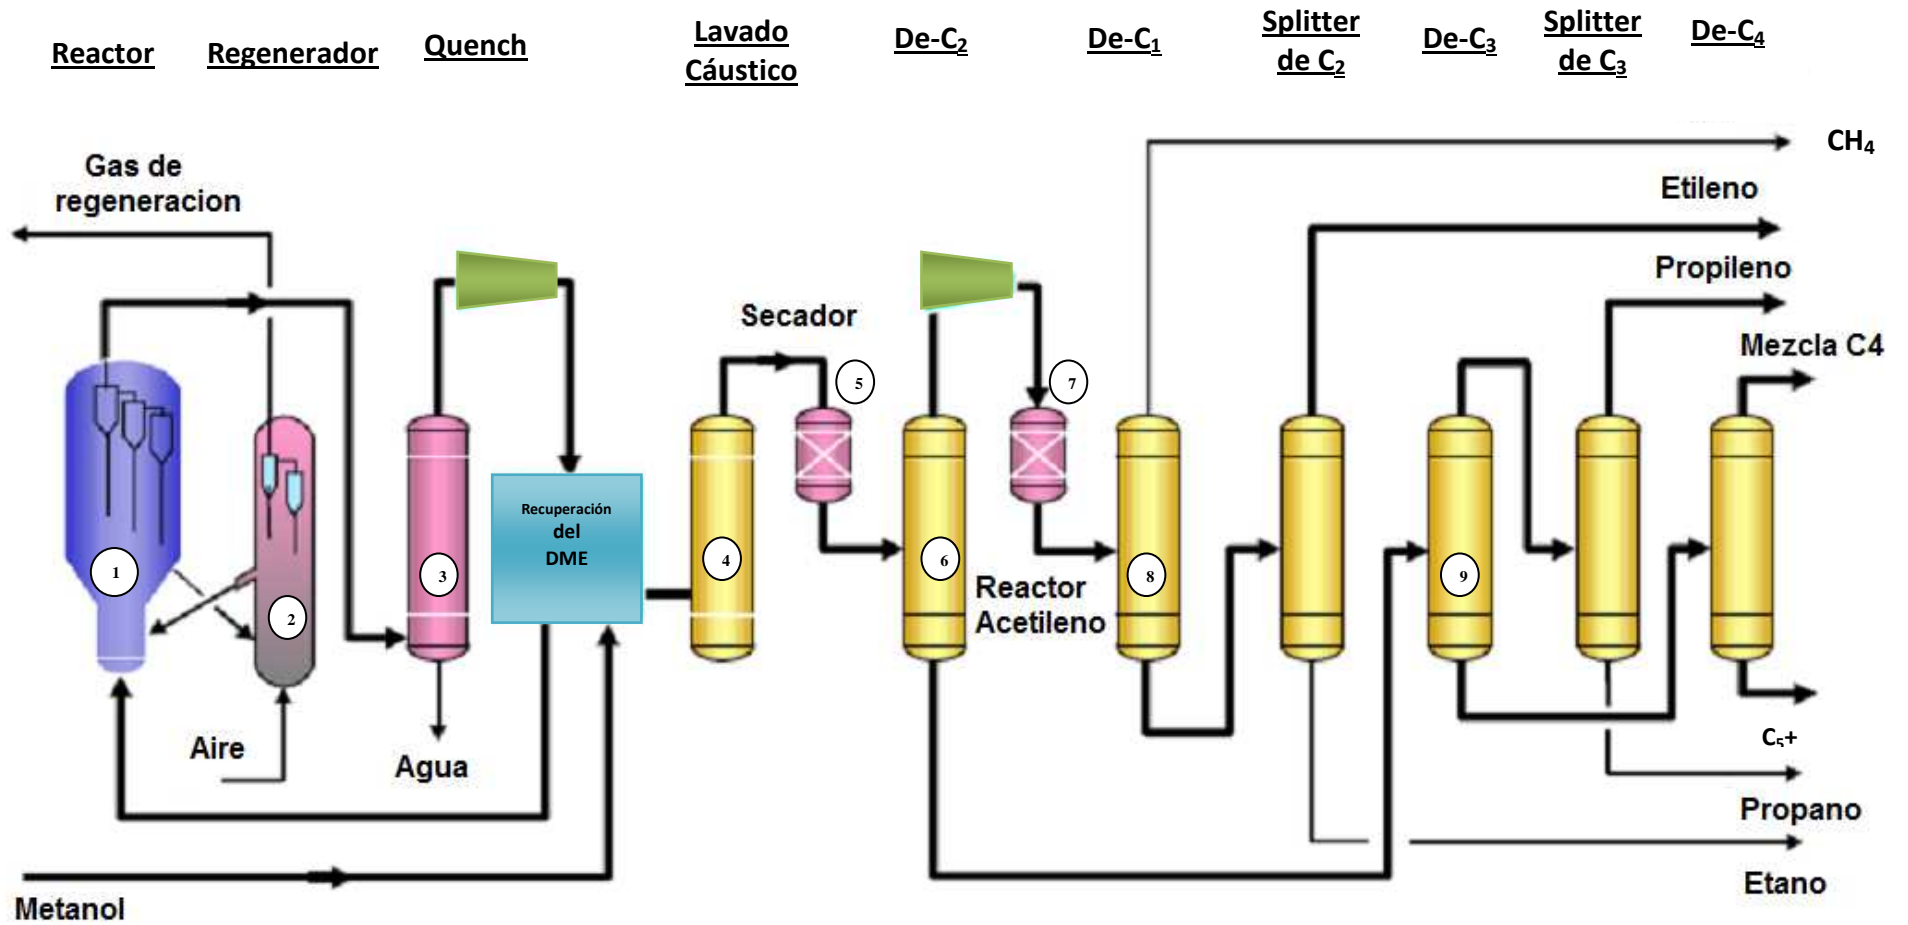 Reactor
Regenerador
Quench
Lavado
Cáustico
De-C₂
De-C₁
Splitter
de C₂
De-C₃
Splitter
de C₃
De-C₄
CH₄
Gas de
regeneracion
Etileno
Propileno
Secador
Mezcla C4
5
7
Recuperación
del
DME
1
2
3
4
6
8
9
Reactor
Acetileno
Aire
Agua
C₅+
Propano
Etano
Metanol